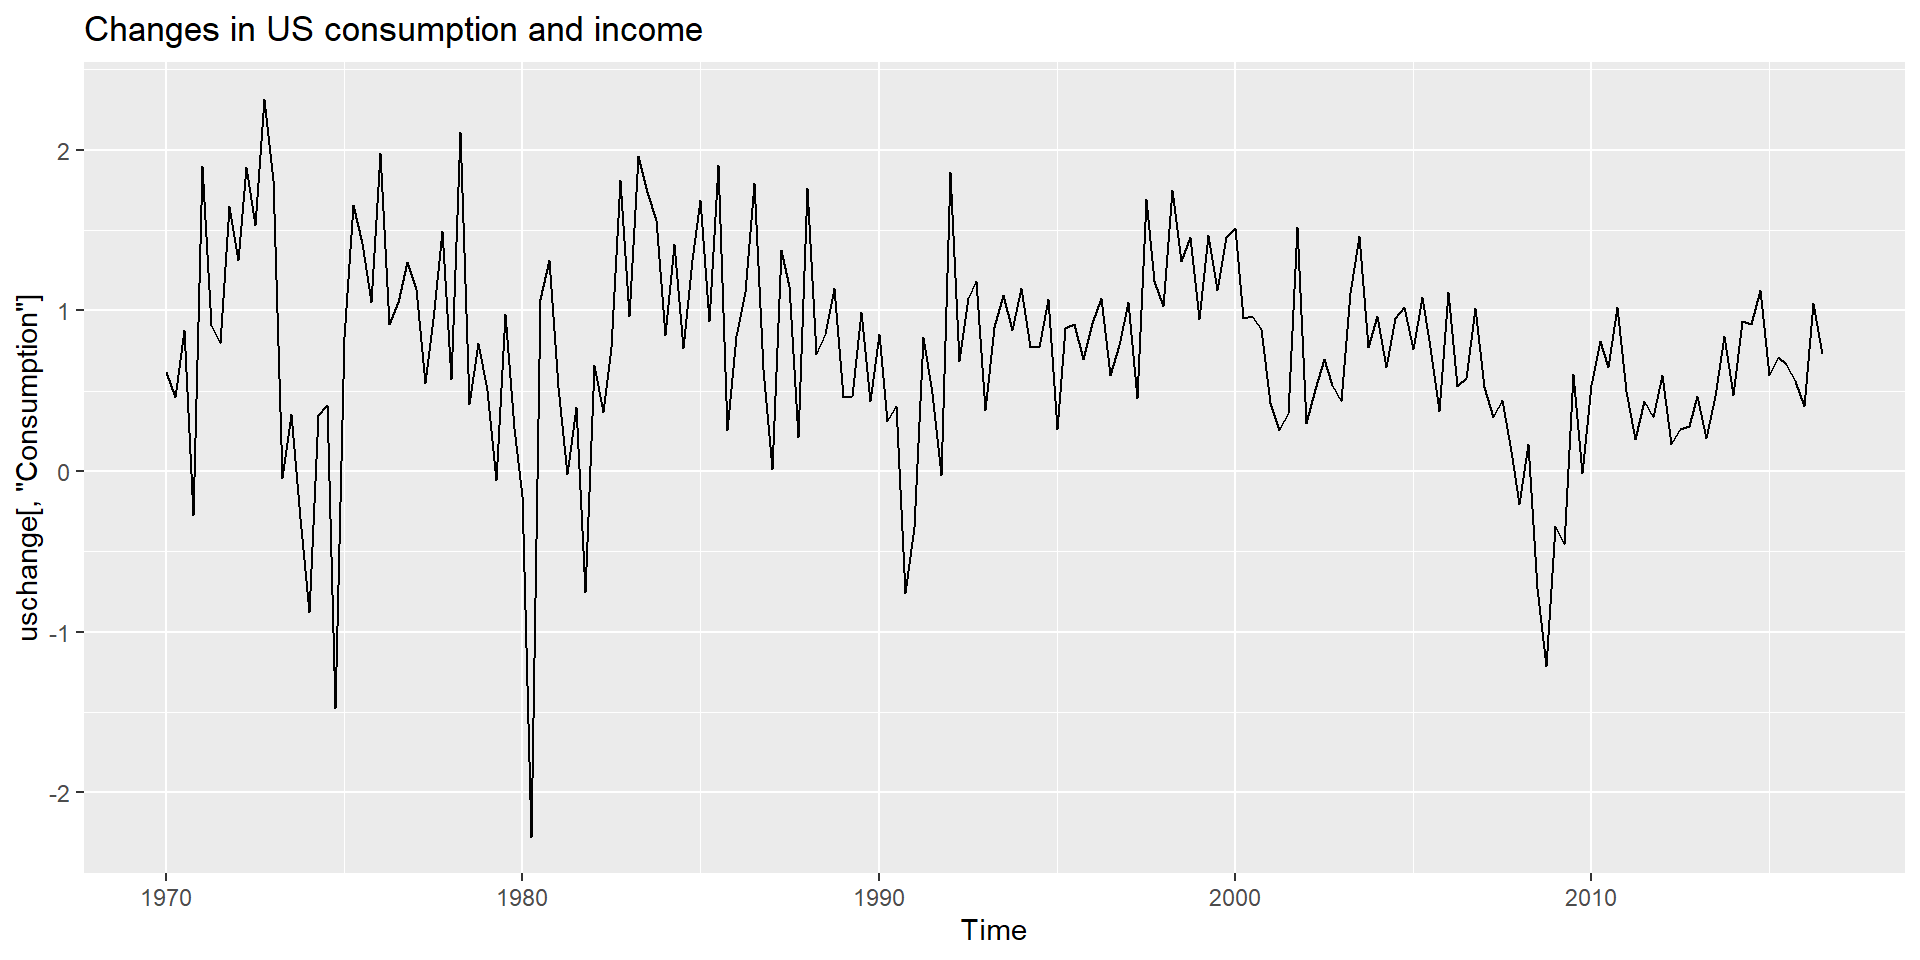 Changes in US consumption and income
uschange[, "Consumption"]
2
1
0
-1
-2
1970 1980 1990 2000 2010
Time